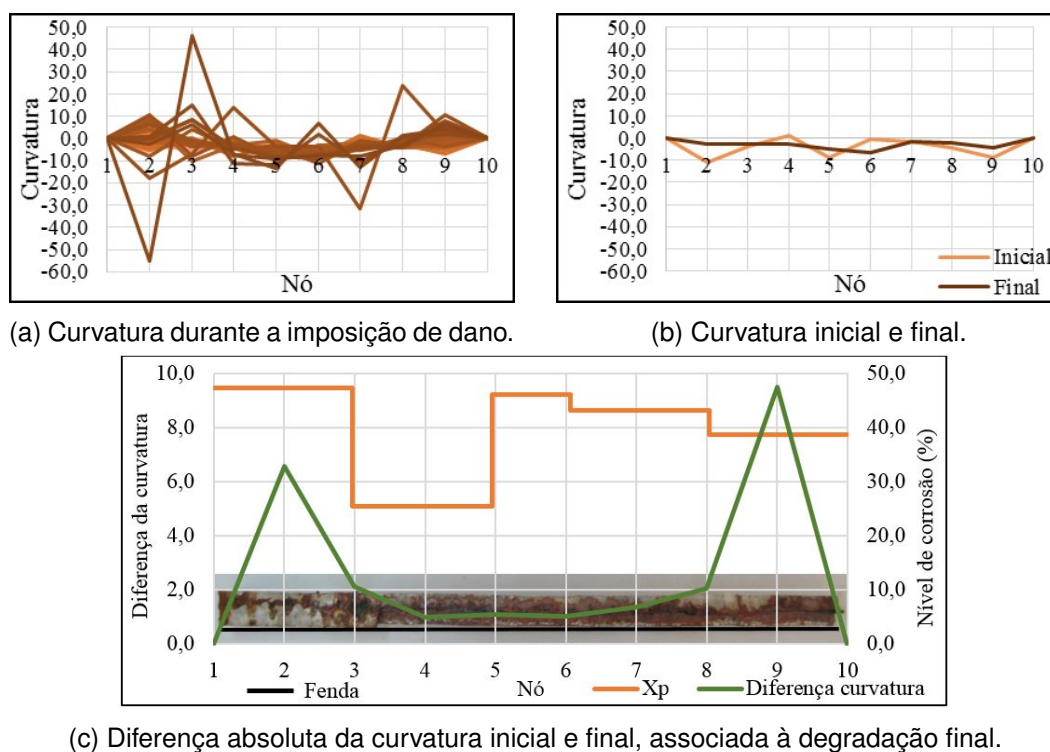 50,0
40,0
30,0
20,0
10,0
0,0
-10,0
-20,0
-30,0
-40,0
-50,0
-60,0
Curvatura
1 2 3 4 5 6 7 8 9 10
Nó
(a) Curvatura durante a imposição de dano.
50,0
40,0
30,0
20,0
10,0
0,0
-10,0
-20,0
-30,0
-40,0
-50,0
-60,0
Curvatura
1 2 3 4 5 6 7 8 9 10
Nó
Inicial
Final
(b) Curvatura inicial e final.
10,0
8,0
6,0
4,0
2,0
0,0
Diferença da curvatura
50,0
40,0
30,0
20,0
10,0
0,0
Nível de corrosão (%)
1 2 3 4 5 6 7 8 9 10
Fenda Nó Xp Diferença curvatura
(c) Diferença absoluta da curvatura inicial e final, associada à degradação final.